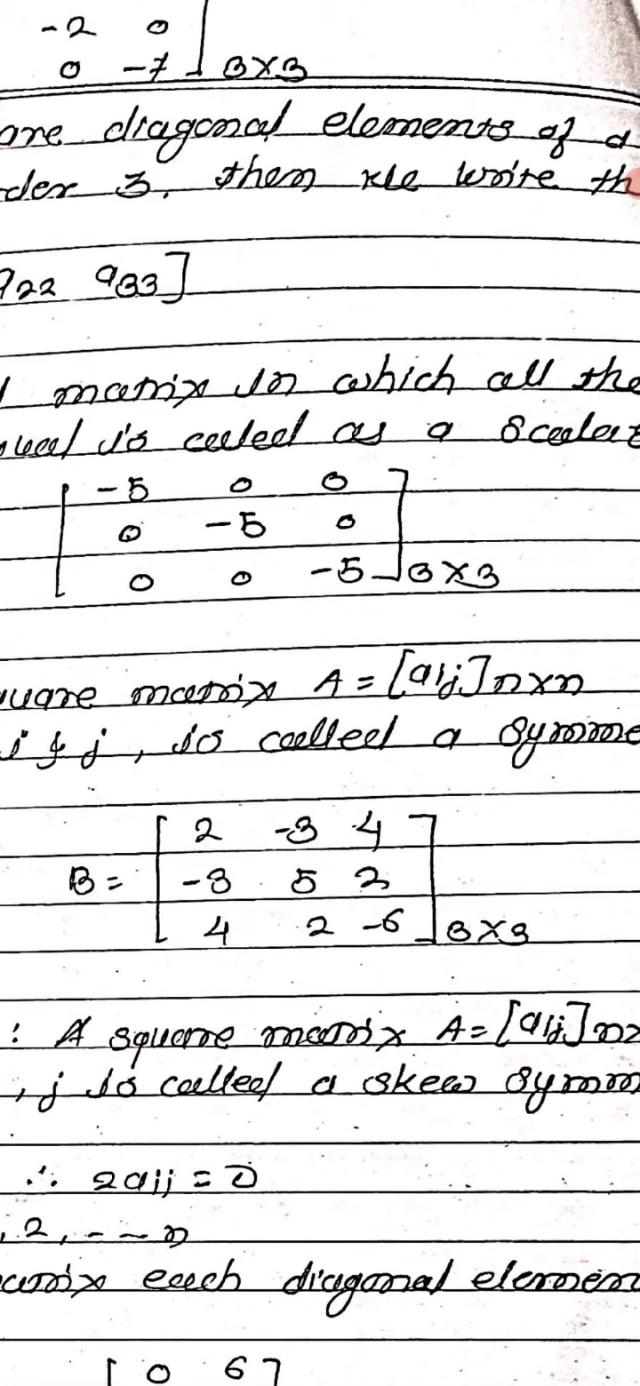 -2 0
0 -7 ] 3×3
are diagonal elements of a
der 3, then we write th
a22 a33]
matrix in which all the
is called as a Scalar
[ -5 0 0
0 -5 0
0 0 -5 ] 3×3
quare matrix A = [aij] n×n
i & j, is called a symme
B = [ 2 -3 4
-3 5 2
4 2 -6 ] 3×3
: A square matrix A = [aij] n×
, j is called a skew symm
∴ 2aii = 0
, 2, - - n
atrix each diagonal elemen
[ 0 6 ]